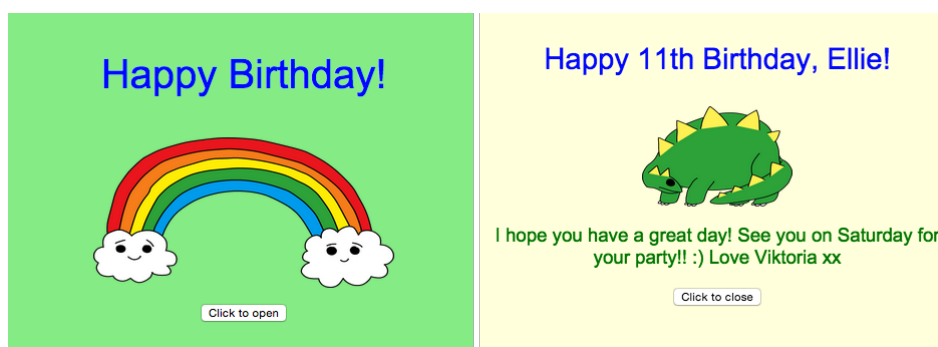 Happy Birthday!
Click to open
Happy 11th Birthday, Ellie!
I hope you have a great day! See you on Saturday for
your party!! :) Love Viktoria xx
Click to close